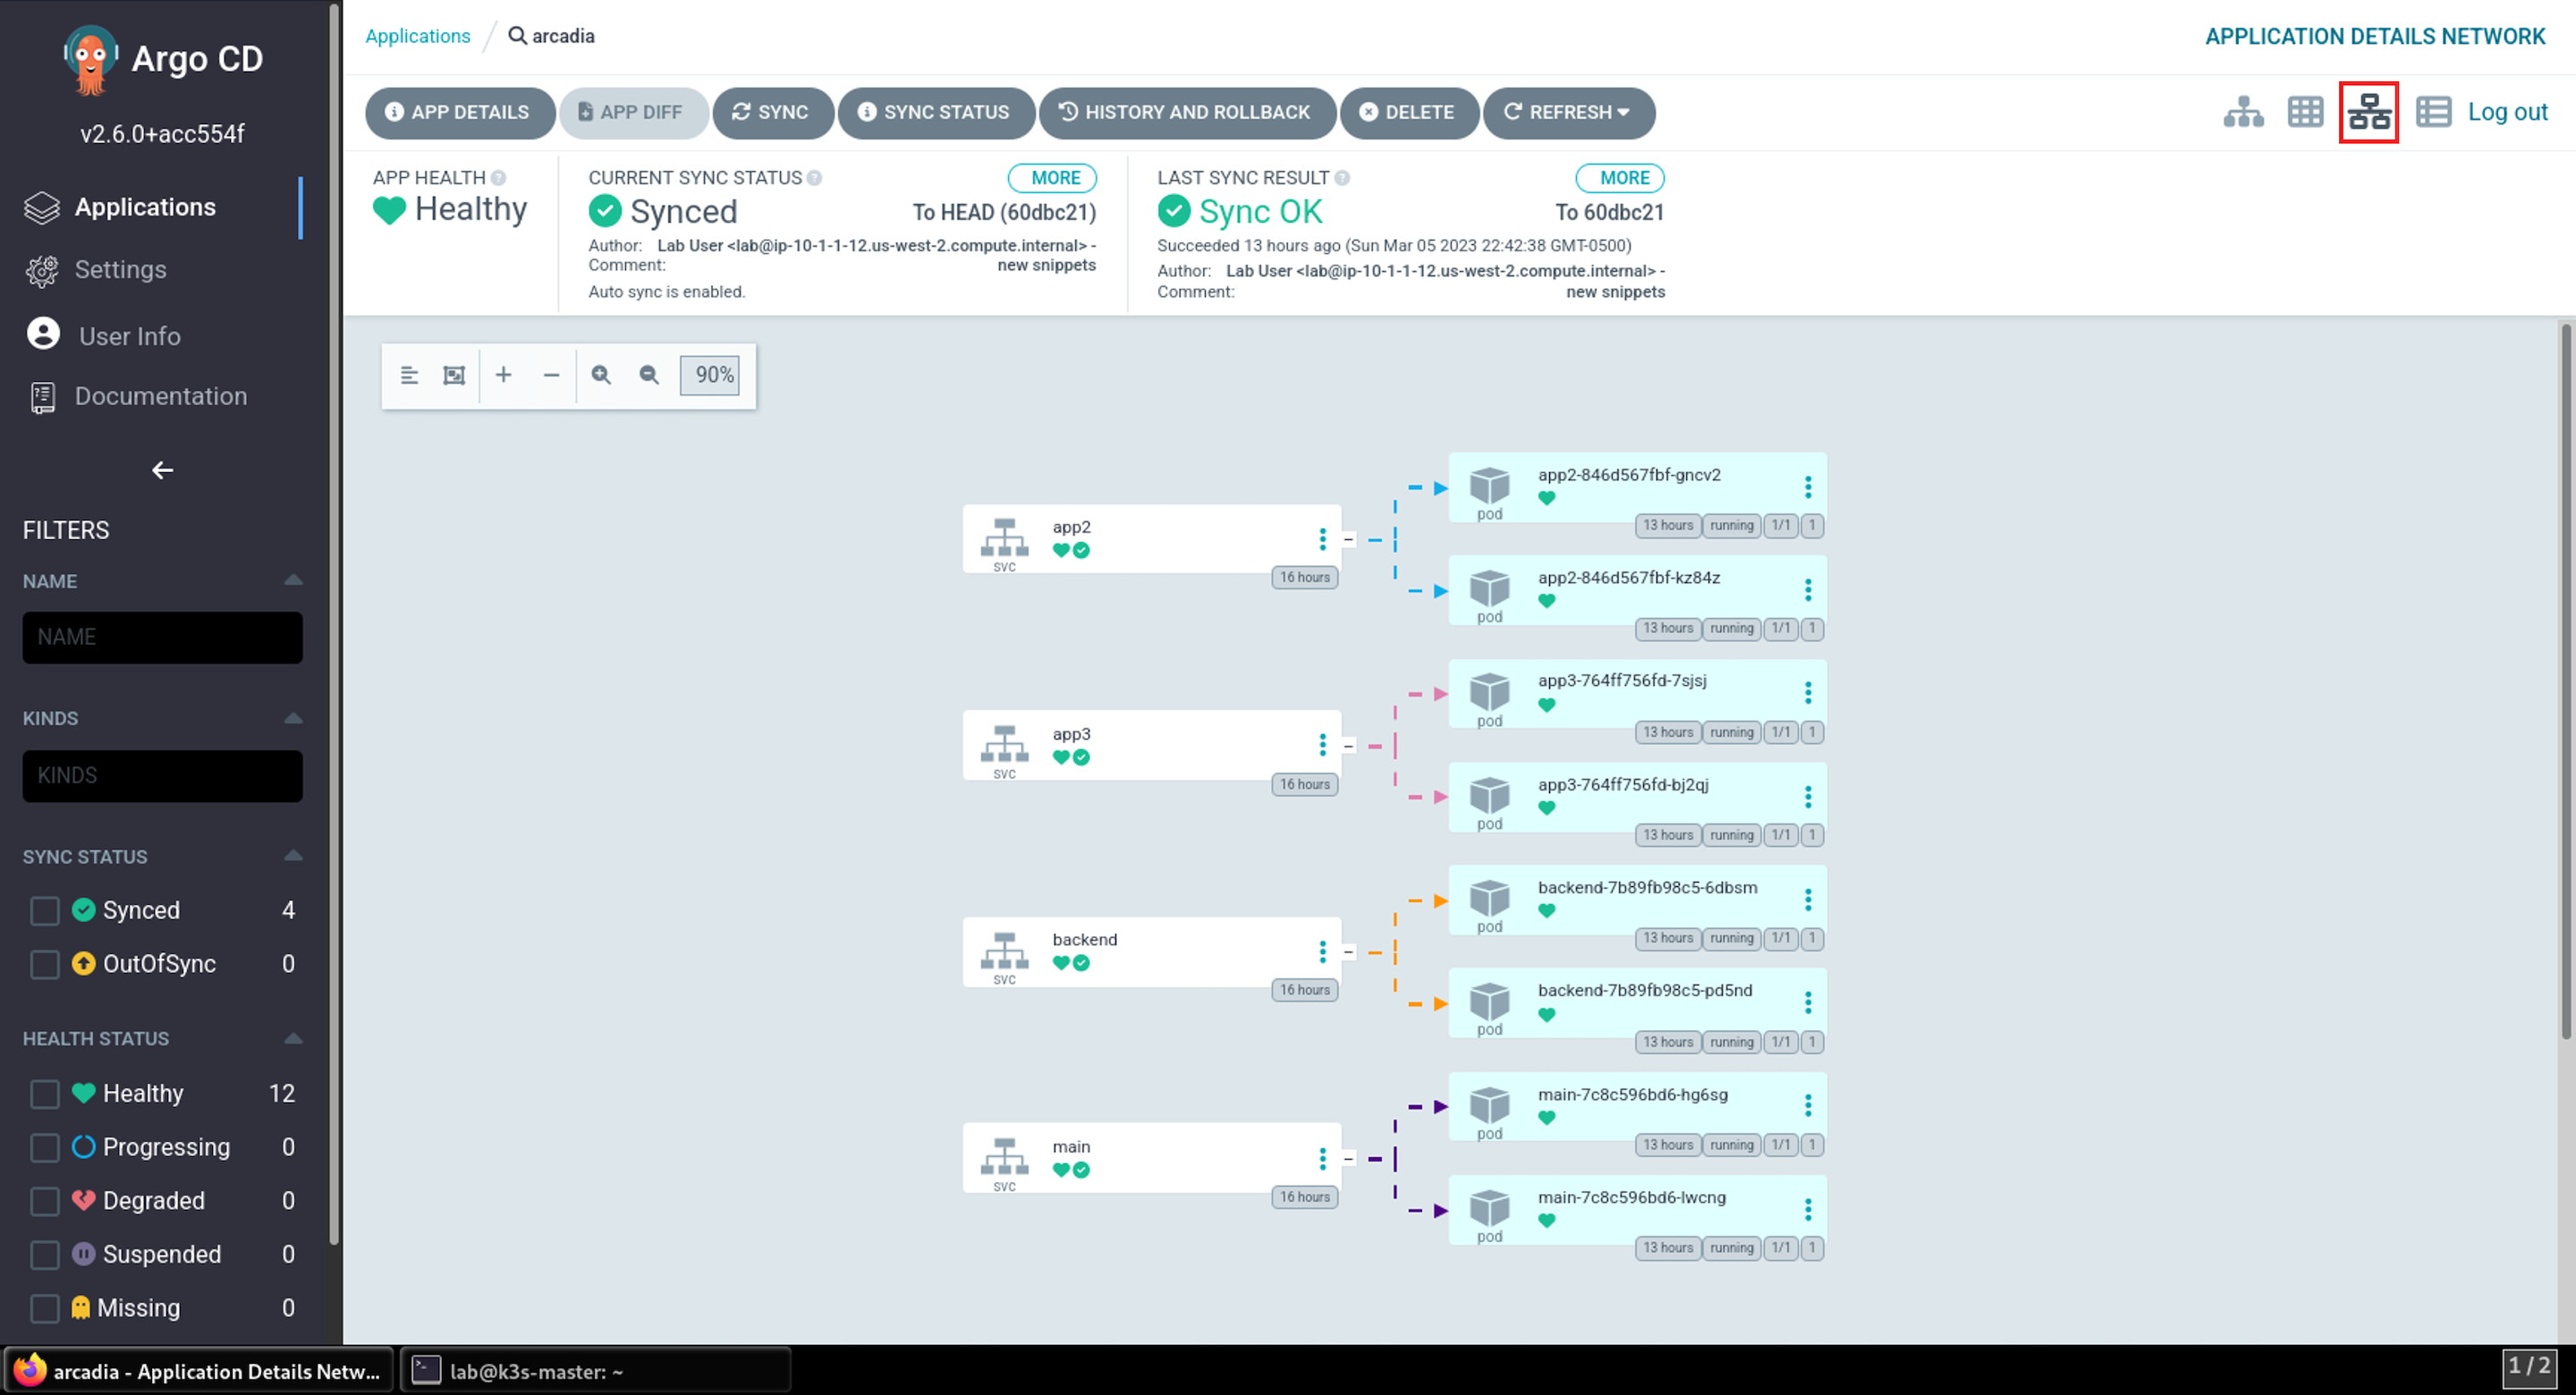 Argo CD
v2.6.0+acc554f
Applications
Settings
User Info
Documentation
FILTERS
NAME
NAME
KINDS
KINDS
SYNC STATUS
Synced 4
OutOfSync 0
HEALTH STATUS
Healthy 12
Progressing 0
Degraded 0
Suspended 0
Missing 0
Applications / arcadia
APPLICATION DETAILS NETWORK
APP DETAILS APP DIFF SYNC SYNC STATUS HISTORY AND ROLLBACK DELETE REFRESH
Log out
APP HEALTH
Healthy
CURRENT SYNC STATUS MORE
Synced To HEAD (60dbc21)
Author: Lab User <lab@ip-10-1-1-12.us-west-2.compute.internal> -
Comment: new snippets
Auto sync is enabled.
LAST SYNC RESULT MORE
Sync OK To 60dbc21
Succeeded 13 hours ago (Sun Mar 05 2023 22:42:38 GMT-0500)
Author: Lab User <lab@ip-10-1-1-12.us-west-2.compute.internal> -
Comment: new snippets
90%
app2
svc
16 hours
app2-846d567fbf-gncv2
pod
13 hours running 1/1 1
app2-846d567fbf-kz84z
pod
13 hours running 1/1 1
app3
svc
16 hours
app3-764ff756fd-7sjsj
pod
13 hours running 1/1 1
app3-764ff756fd-bj2qj
pod
13 hours running 1/1 1
backend
svc
16 hours
backend-7b89fb98c5-6dbsm
pod
13 hours running 1/1 1
backend-7b89fb98c5-pd5nd
pod
13 hours running 1/1 1
main
svc
16 hours
main-7c8c596bd6-hg6sg
pod
13 hours running 1/1 1
main-7c8c596bd6-lwcng
pod
13 hours running 1/1 1
arcadia - Application Details Netw...
lab@k3s-master: ~
1 / 2